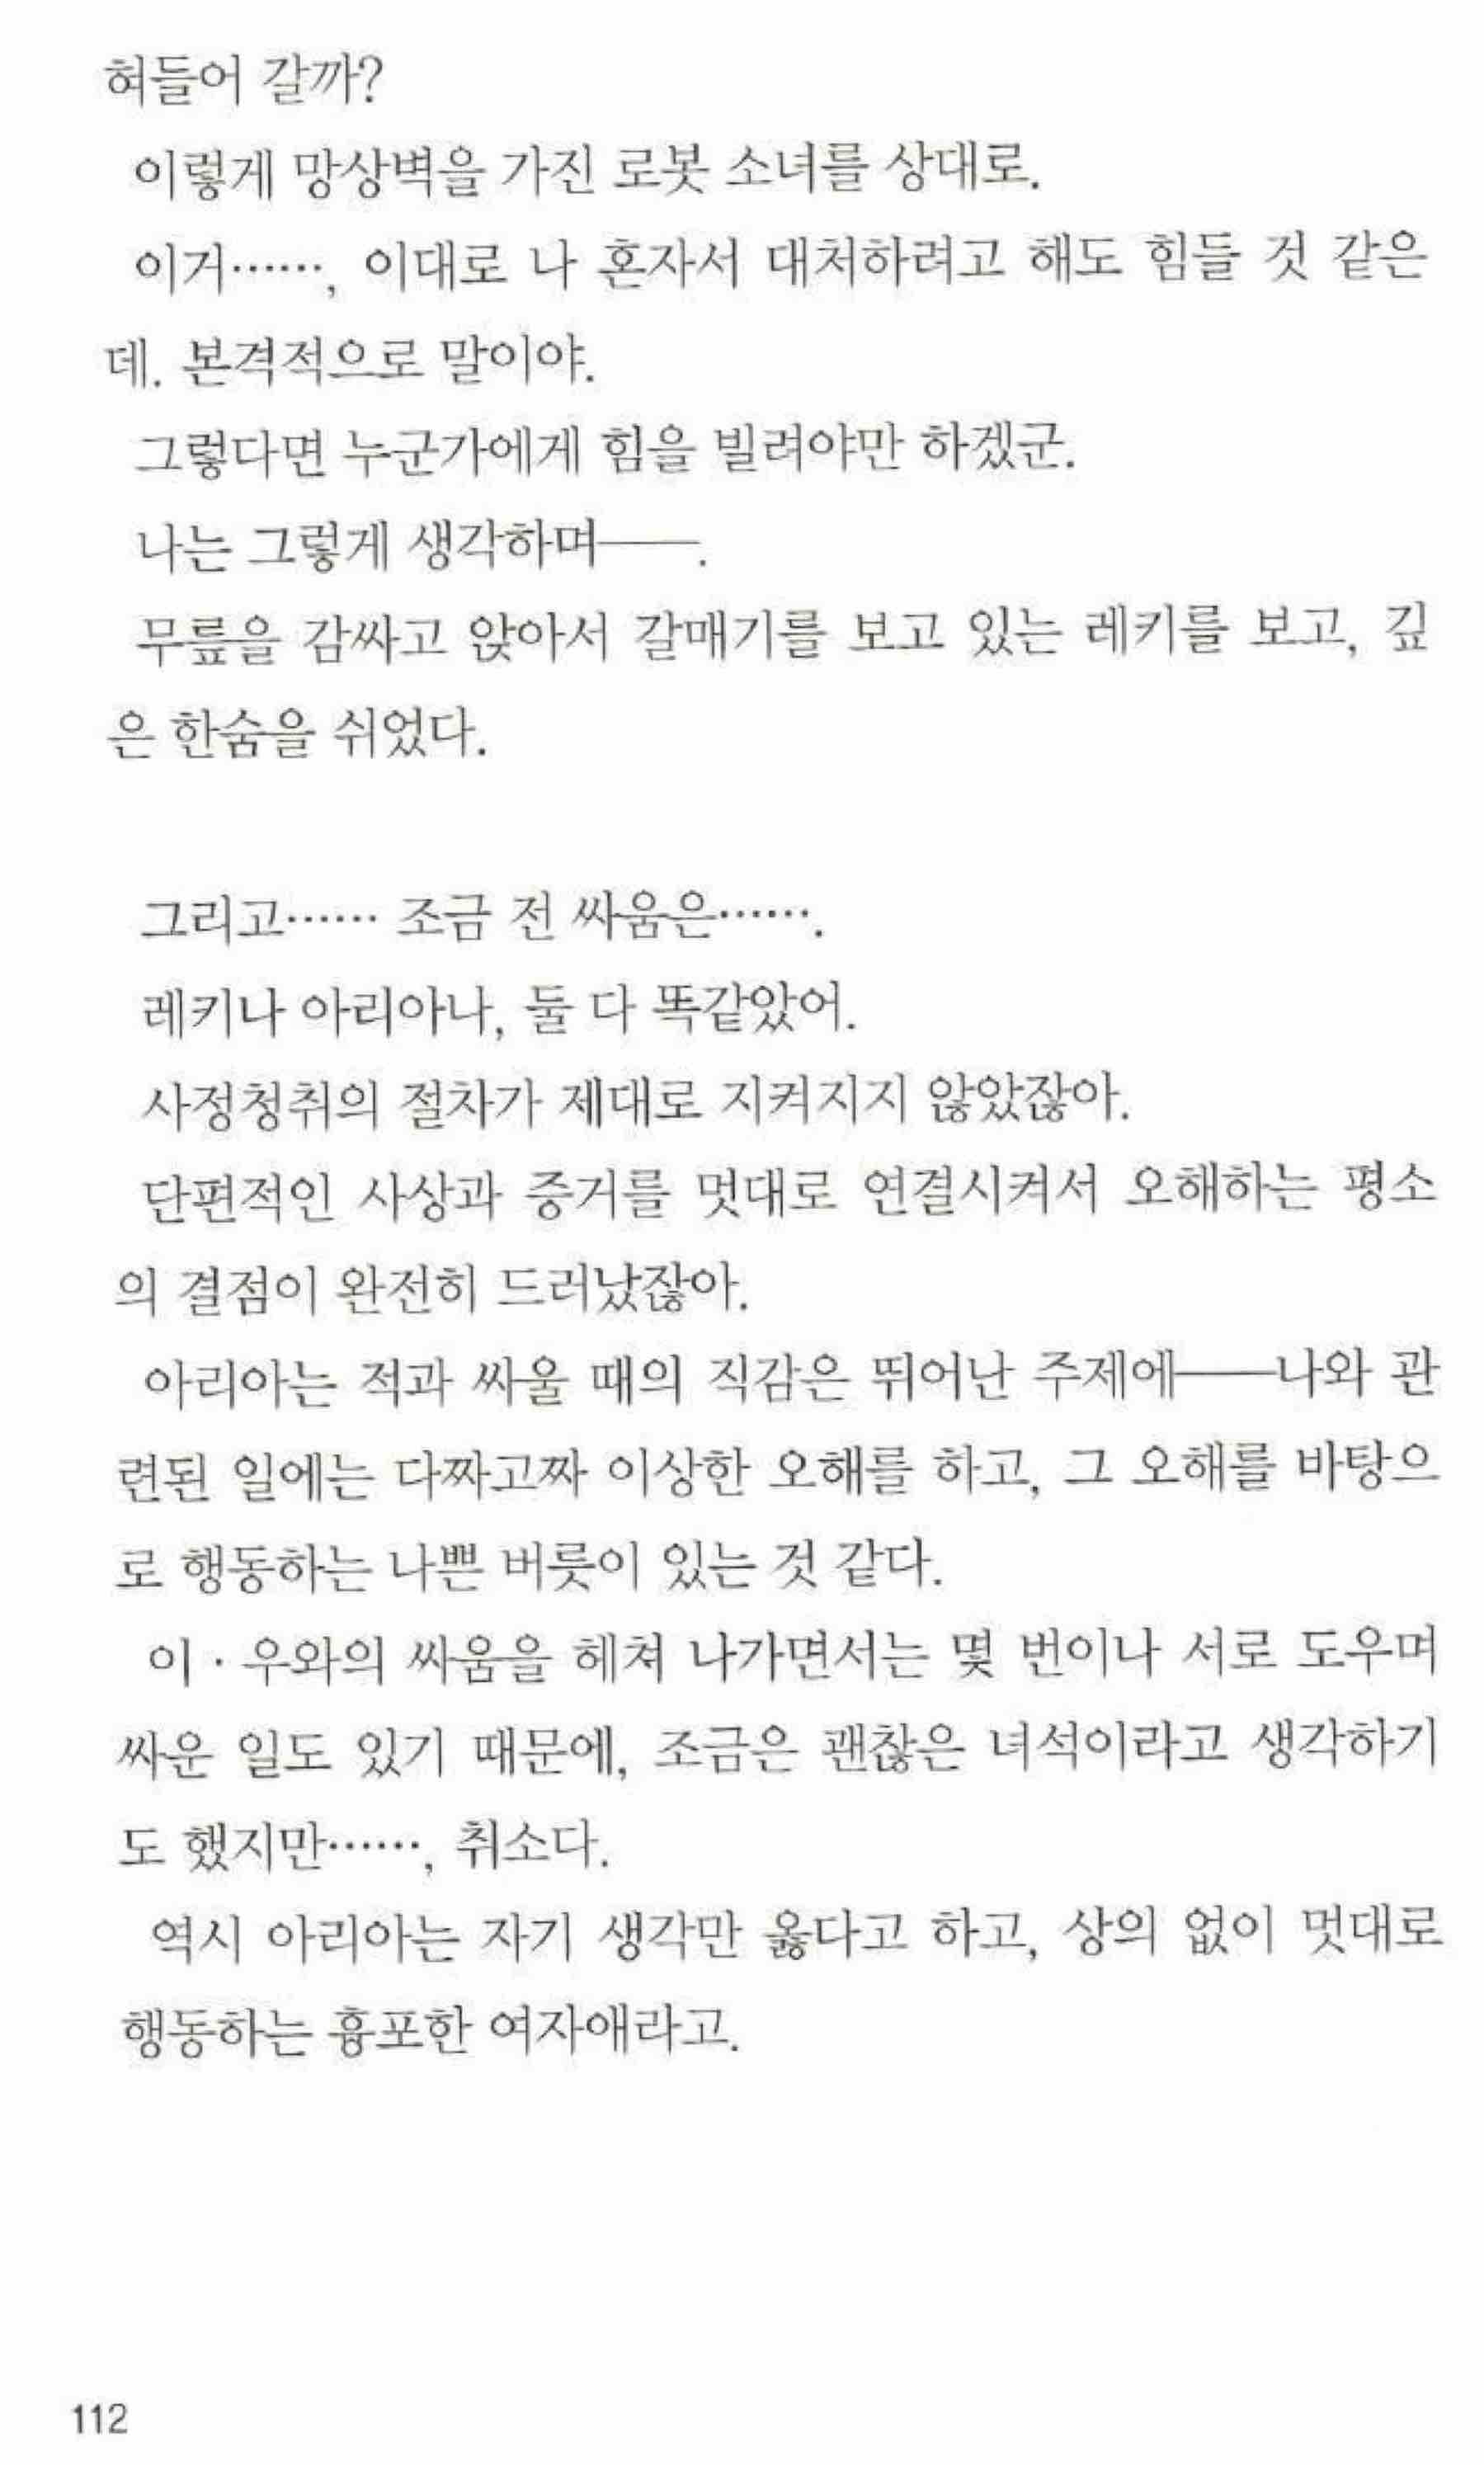 혀들어 갈까?
이렇게 망상벽을 가진 로봇 소녀를 상대로.
이거……, 이대로 나 혼자서 대처하려고 해도 힘들 것 같은
데. 본격적으로 말이야.
그렇다면 누군가에게 힘을 빌려야만 하겠군.
나는 그렇게 생각하며――.
무릎을 감싸고 앉아서 갈매기를 보고 있는 레키를 보고, 깊
은 한숨을 쉬었다.
그리고…… 조금 전 싸움은…….
레키나 아리아나, 둘 다 똑같았어.
사정청취의 절차가 제대로 지켜지지 않았잖아.
단편적인 사상과 증거를 멋대로 연결시켜서 오해하는 평소
의 결점이 완전히 드러났잖아.
아리아는 적과 싸울 때의 직감은 뛰어난 주제에――나와 관
련된 일에는 다짜고짜 이상한 오해를 하고, 그 오해를 바탕으
로 행동하는 나쁜 버릇이 있는 것 같다.
이·우와의 싸움을 헤쳐 나가면서는 몇 번이나 서로 도우며
싸운 일도 있기 때문에, 조금은 괜찮은 녀석이라고 생각하기
도 했지만……, 취소다.
역시 아리아는 자기 생각만 옳다고 하고, 상의 없이 멋대로
행동하는 흉포한 여자애라고.
112